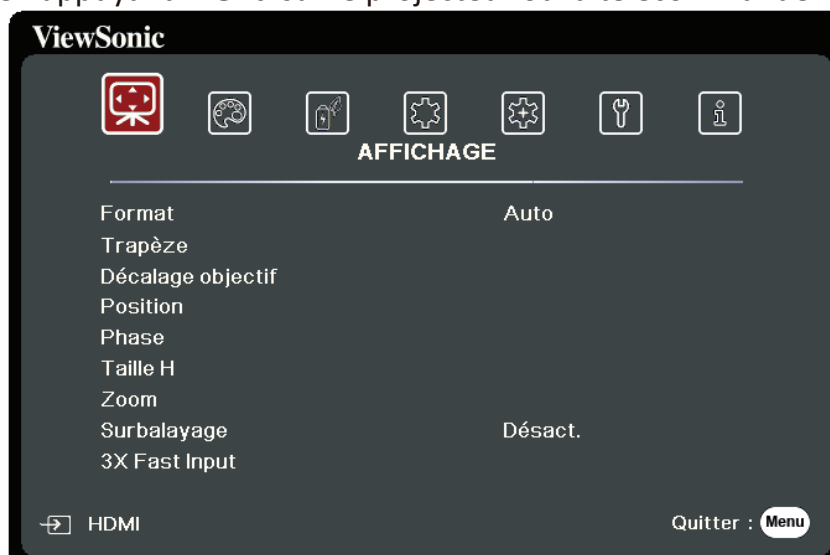 ViewSonic
AFFICHAGE
Format Auto
Trapèze
Décalage objectif
Position
Phase
Taille H
Zoom
Surbalayage Désact.
3X Fast Input
HDMI Quitter : Menu